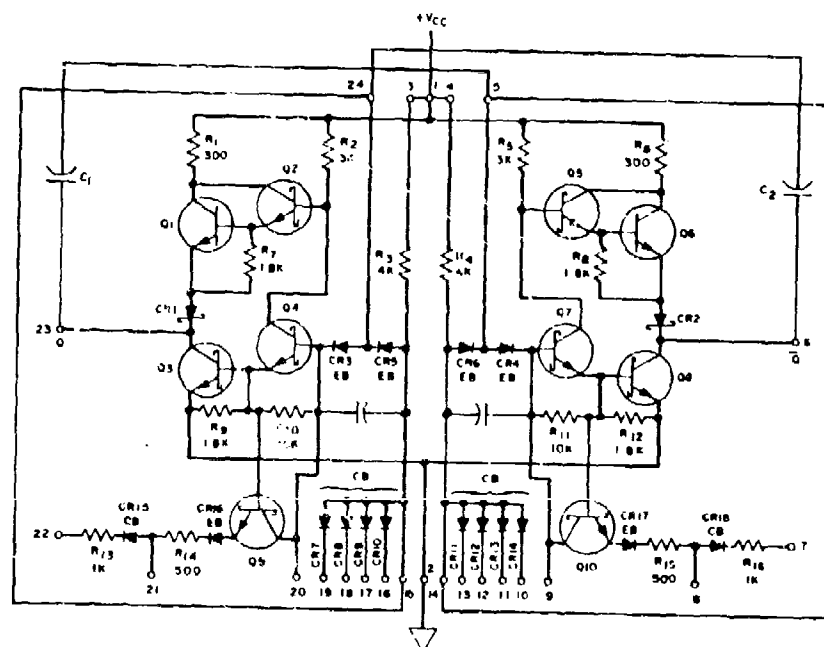 +VCC
24
3
1
4
5
R1
300
Q2
R2
R5
3K
Q5
R6
300
C1
C2
Q1
Q6
R7
1.8K
R3
4K
R8
1.8K
Q4
Q7
CR2
23
Q
6
Q̅
Q3
CR3
EB
CR5
EB
CR6
EB
CR4
EB
Q8
R9
1.8K
R11
10K
R12
1.8K
CB
CB
22
R13
1K
CR15
CB
R14
500
CR16
EB
Q9
CR7
CR8
CR9
CR10
CR11
CR12
CR13
CR14
Q10
CR17
EB
R15
500
CR18
CB
R16
1K
7
21
20
19
18
17
16
15
2
14
13
12
11
10
9
8